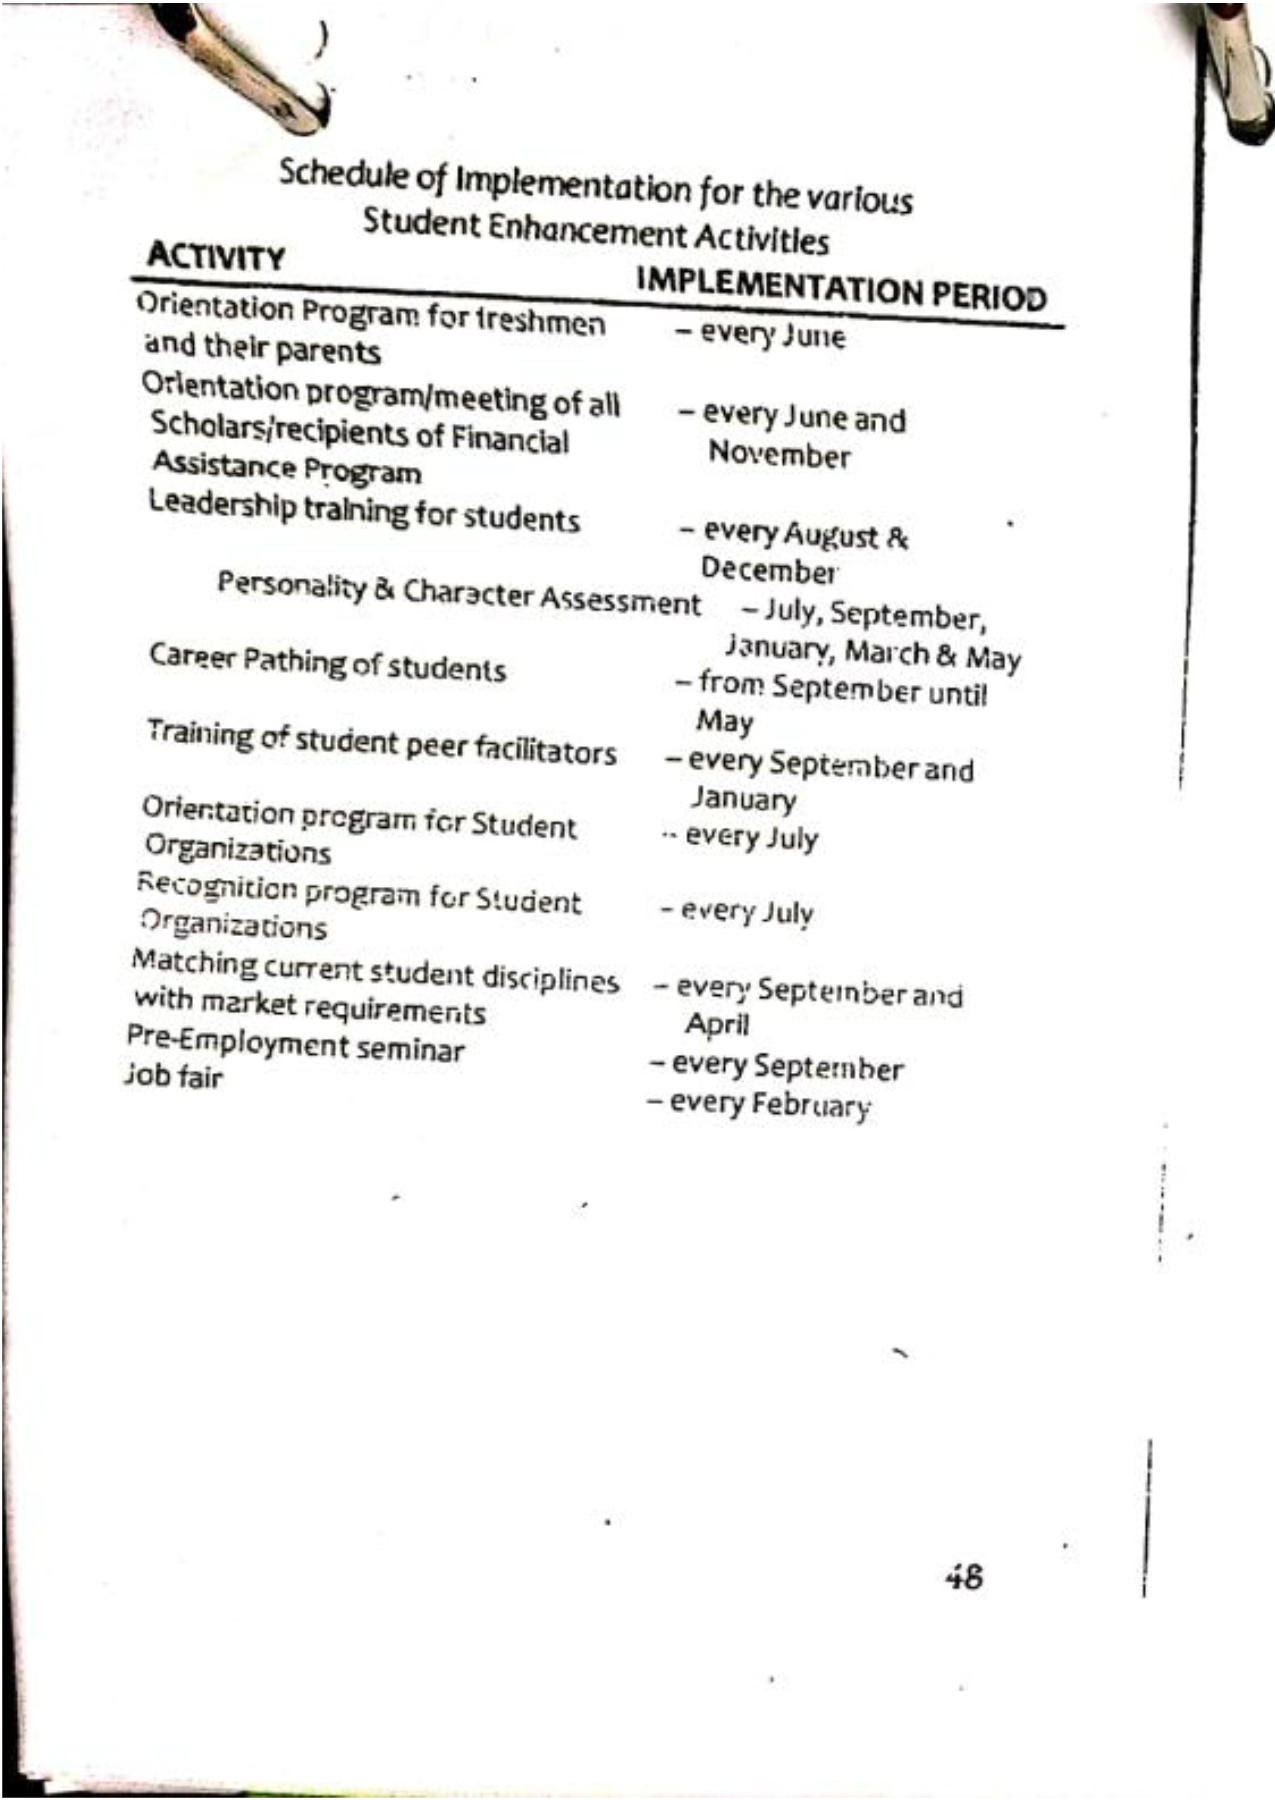 Schedule of Implementation for the various
Student Enhancement Activities
ACTIVITY IMPLEMENTATION PERIOD
Orientation Program for freshmen – every June
and their parents
Orientation program/meeting of all – every June and
Scholars/recipients of Financial November
Assistance Program
Leadership training for students – every August &
December
Personality & Character Assessment – July, September,
January, March & May
Career Pathing of students – from September until
May
Training of student peer facilitators – every September and
January
Orientation program for Student – every July
Organizations
Recognition program for Student – every July
Organizations
Matching current student disciplines – every September and
with market requirements April
Pre-Employment seminar – every September
Job fair – every February
48